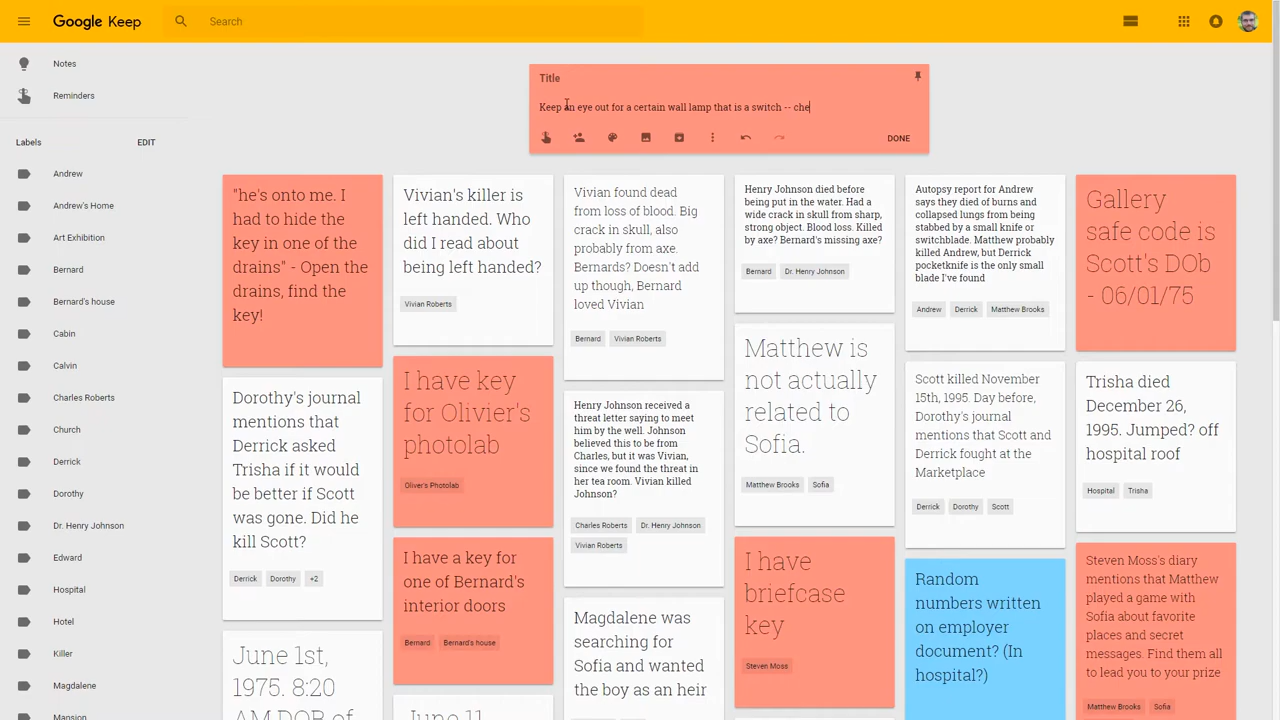 Google Keep
Search
Notes
Reminders
Labels
EDIT
Andrew
Andrew's Home
Art Exhibition
Bernard
Bernard's house
Cabin
Calvin
Charles Roberts
Church
Derrick
Dorothy
Dr. Henry Johnson
Edward
Hospital
Hotel
Killer
Magdalene
Mansion
Title
Keep an eye out for a certain wall lamp that is a switch -- che
DONE
"he's onto me. I
had to hide the
key in one of the
drains" - Open the
drains, find the
key!
Dorothy's journal
mentions that
Derrick asked
Trisha if it would
be better if Scott
was gone. Did he
kill Scott?
Derrick Dorothy +2
June 1st,
1975. 8:20
AM DOB of
Vivian's killer is
left handed. Who
did I read about
being left handed?
Vivian Roberts
I have key
for Olivier's
photolab
Oliver's Photolab
I have a key for
one of Bernard's
interior doors
Bernard Bernard's house
June 11
Vivian found dead
from loss of blood. Big
crack in skull, also
probably from axe.
Bernards? Doesn't add
up though, Bernard
loved Vivian
Bernard Vivian Roberts
Henry Johnson received a
threat letter saying to meet
him by the well. Johnson
believed this to be from
Charles, but it was Vivian,
since we found the threat in
her tea room. Vivian killed
Johnson?
Charles Roberts Dr. Henry Johnson
Vivian Roberts
Magdalene was
searching for
Sofia and wanted
the boy as an heir
Henry Johnson died before
being put in the water. Had a
wide crack in skull from sharp,
strong object. Blood loss. Killed
by axe? Bernard's missing axe?
Bernard Dr. Henry Johnson
Matthew is
not actually
related to
Sofia.
Matthew Brooks Sofia
I have
briefcase
key
Steven Moss
Autopsy report for Andrew
says they died of burns and
collapsed lungs from being
stabbed by a small knife or
switchblade. Matthew probably
killed Andrew, but Derrick
pocketknife is the only small
blade I've found
Andrew Derrick Matthew Brooks
Scott killed November
15th, 1995. Day before,
Dorothy's journal
mentions that Scott and
Derrick fought at the
Marketplace
Derrick Dorothy Scott
Random
numbers written
on employer
document? (In
hospital?)
Gallery
safe code is
Scott's DOb
- 06/01/75
Trisha died
December 26,
1995. Jumped? off
hospital roof
Hospital Trisha
Steven Moss's diary
mentions that Matthew
played a game with
Sofia about favorite
places and secret
messages. Find them all
to lead you to your prize
Matthew Brooks Sofia